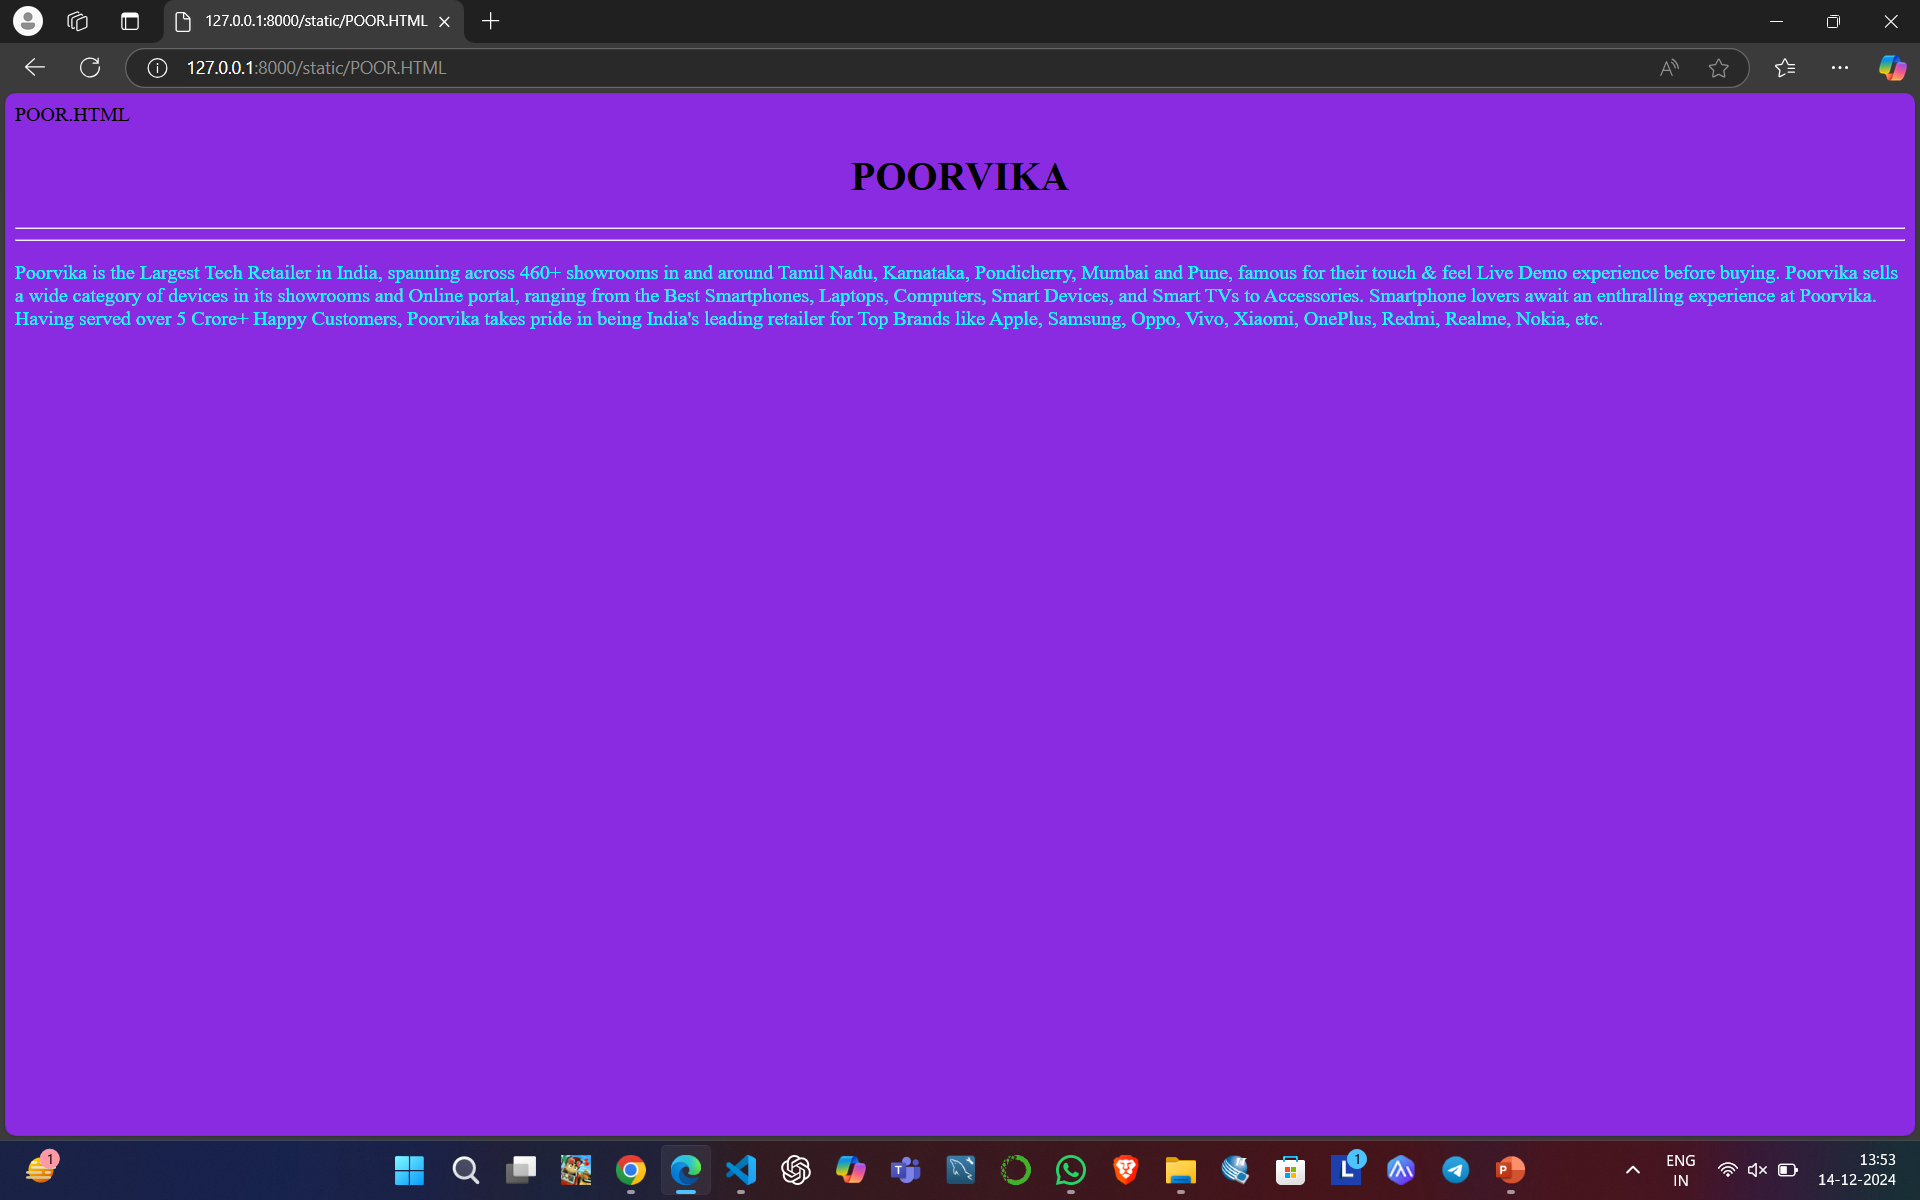 127.0.0.1:8000/static/POOR.HTML
127.0.0.1:8000/static/POOR.HTML
POOR.HTML
POORVIKA
Poorvika is the Largest Tech Retailer in India, spanning across 460+ showrooms in and around Tamil Nadu, Karnataka, Pondicherry, Mumbai and Pune, famous for their touch & feel Live Demo experience before buying. Poorvika sells
a wide category of devices in its showrooms and Online portal, ranging from the Best Smartphones, Laptops, Computers, Smart Devices, and Smart TVs to Accessories. Smartphone lovers await an enthralling experience at Poorvika.
Having served over 5 Crore+ Happy Customers, Poorvika takes pride in being India's leading retailer for Top Brands like Apple, Samsung, Oppo, Vivo, Xiaomi, OnePlus, Redmi, Realme, Nokia, etc.
1
T
L
1
P
ENG
IN
13:53
14-12-2024